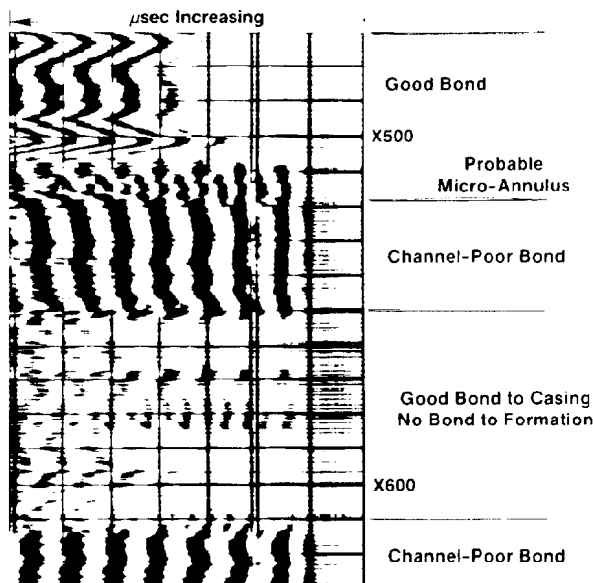 μsec Increasing
Good Bond
X500
Probable
Micro-Annulus
Channel-Poor Bond
Good Bond to Casing
No Bond to Formation
X600
Channel-Poor Bond